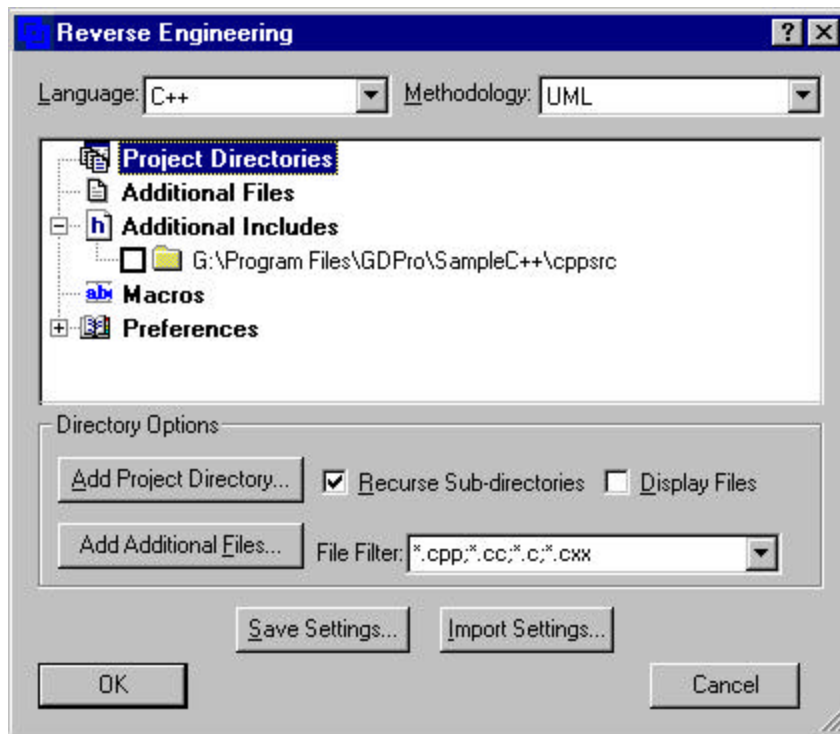 Reverse Engineering
Language: C++ Methodology: UML
Project Directories
Additional Files
h Additional Includes
G:\Program Files\GDPro\SampleC++\cppsrc
ab Macros
Preferences
Directory Options
Add Project Directory... Recurse Sub-directories Display Files
Add Additional Files... File Filter: *.cpp;*.cc;*.c;*.cxx
Save Settings... Import Settings...
OK Cancel